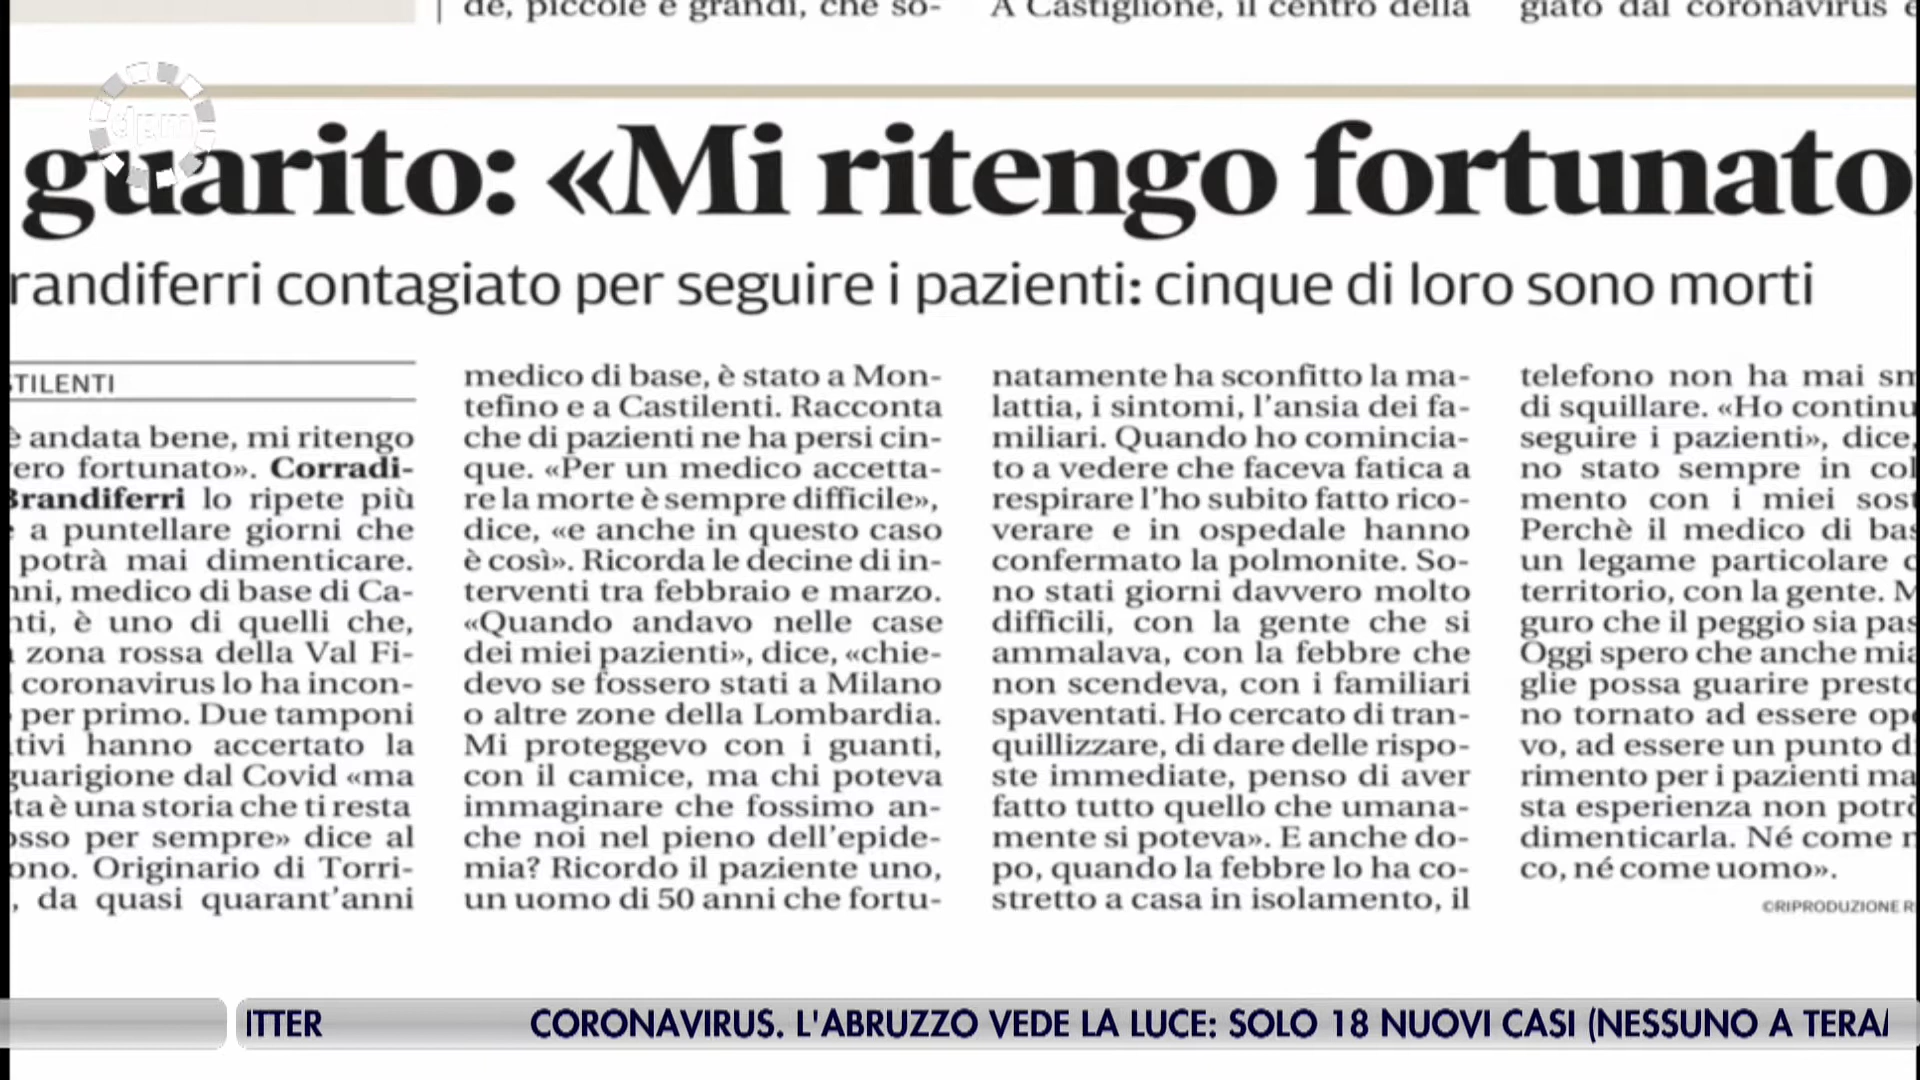 de, piccole e grandi, che so-
A Castiglione, il centro della
giato dal coronavirus e
dpm
guarito: «Mi ritengo fortunato»
randiferri contagiato per seguire i pazienti: cinque di loro sono morti
TILENTI
è andata bene, mi ritengo
ero fortunato». Corradi-
Brandiferri lo ripete più
e a puntellare giorni che
potrà mai dimenticare.
nni, medico di base di Ca-
nti, è uno di quelli che,
zona rossa della Val Fi-
coronavirus lo ha incon-
per primo. Due tamponi
tivi hanno accertato la
guarigione dal Covid «ma
sta è una storia che ti resta
osso per sempre» dice al
ono. Originario di Torri-
, da quasi quarant'anni
medico di base, è stato a Mon-
tefino e a Castilenti. Racconta
che di pazienti ne ha persi cin-
que. «Per un medico accetta-
re la morte è sempre difficile»,
dice, «e anche in questo caso
è così». Ricorda le decine di in-
terventi tra febbraio e marzo.
«Quando andavo nelle case
dei miei pazienti», dice, «chie-
devo se fossero stati a Milano
o altre zone della Lombardia.
Mi proteggevo con i guanti,
con il camice, ma chi poteva
immaginare che fossimo an-
che noi nel pieno dell'epide-
mia? Ricordo il paziente uno,
un uomo di 50 anni che fortu-
natamente ha sconfitto la ma-
lattia, i sintomi, l'ansia dei fa-
miliari. Quando ho comincia-
to a vedere che faceva fatica a
respirare l'ho subito fatto rico-
verare e in ospedale hanno
confermato la polmonite. So-
no stati giorni davvero molto
difficili, con la gente che si
ammalava, con la febbre che
non scendeva, con i familiari
spaventati. Ho cercato di tran-
quillizzare, di dare delle rispo-
ste immediate, penso di aver
fatto tutto quello che umana-
mente si poteva». E anche do-
po, quando la febbre lo ha co-
stretto a casa in isolamento, il
telefono non ha mai sm
di squillare. «Ho continu
seguire i pazienti», dice,
no stato sempre in col
mento con i miei sost
Perchè il medico di bas
un legame particolare c
territorio, con la gente. M
guro che il peggio sia pas
Oggi spero che anche mia
glie possa guarire presto
no tornato ad essere ope
vo, ad essere un punto d
rimento per i pazienti ma
sta esperienza non potrò
dimenticarla. Né come m
co, né come uomo».
©RIPRODUZIONE R
ITTER
CORONAVIRUS. L'ABRUZZO VEDE LA LUCE: SOLO 18 NUOVI CASI (NESSUNO A TERA